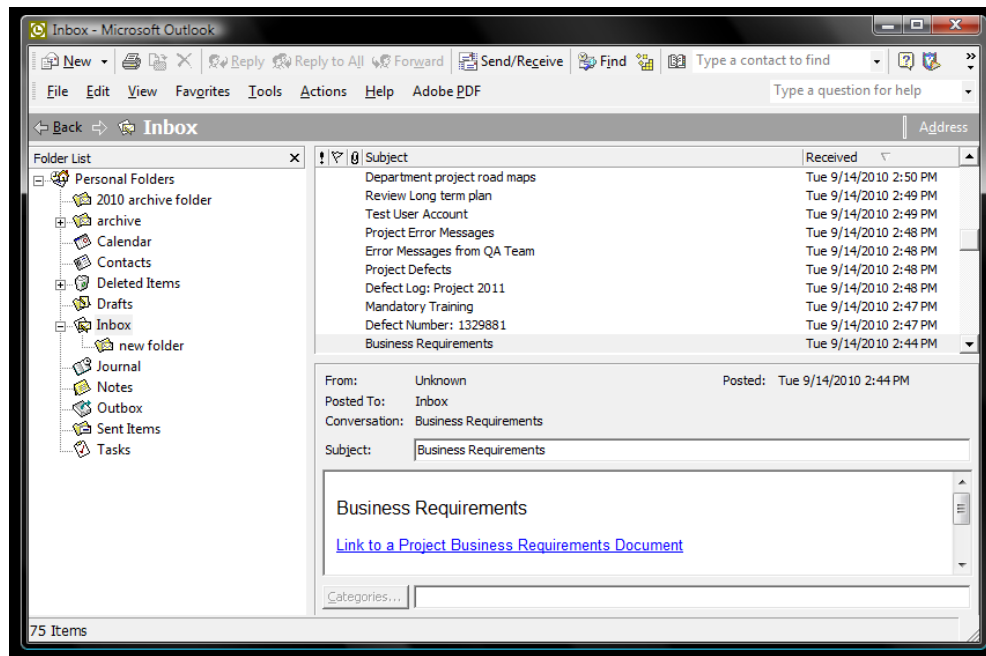 Inbox - Microsoft Outlook
New Reply Reply to All Forward Send/Receive Find Type a contact to find
File Edit View Favorites Tools Actions Help Adobe PDF Type a question for help
Back Inbox Address
Folder List Subject Received
Personal Folders
2010 archive folder
archive
Calendar
Contacts
Deleted Items
Drafts
Inbox
new folder
Journal
Notes
Outbox
Sent Items
Tasks
Department project road maps Tue 9/14/2010 2:50 PM
Review Long term plan Tue 9/14/2010 2:49 PM
Test User Account Tue 9/14/2010 2:49 PM
Project Error Messages Tue 9/14/2010 2:48 PM
Error Messages from QA Team Tue 9/14/2010 2:48 PM
Project Defects Tue 9/14/2010 2:48 PM
Defect Log: Project 2011 Tue 9/14/2010 2:48 PM
Mandatory Training Tue 9/14/2010 2:47 PM
Defect Number: 1329881 Tue 9/14/2010 2:47 PM
Business Requirements Tue 9/14/2010 2:44 PM
From: Unknown Posted: Tue 9/14/2010 2:44 PM
Posted To: Inbox
Conversation: Business Requirements
Subject: Business Requirements
Business Requirements
Link to a Project Business Requirements Document
Categories...
75 Items